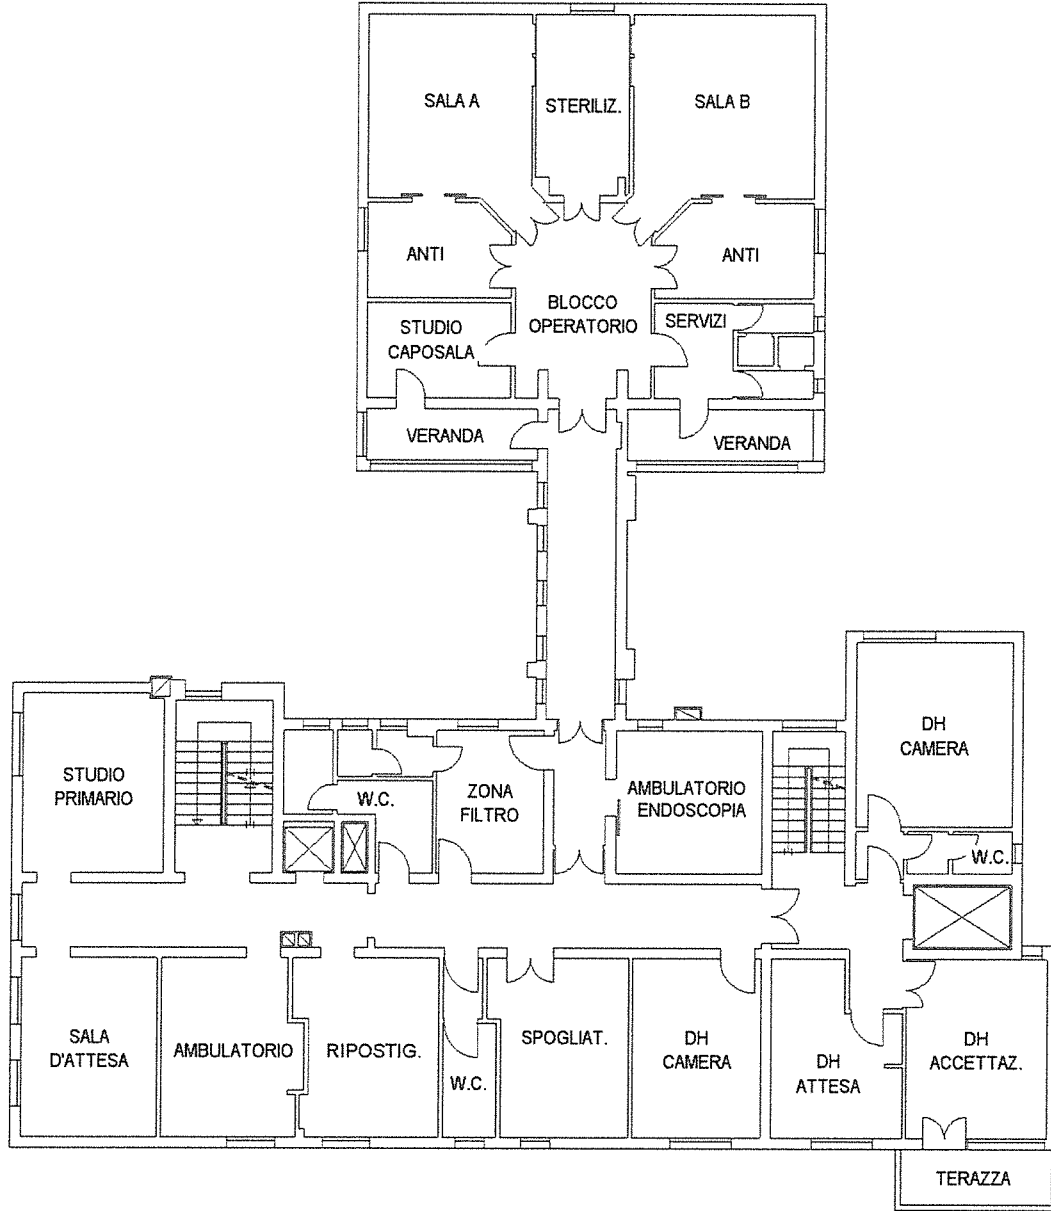 SALA A
STERILIZ.
SALA B
ANTI
ANTI
BLOCCO
OPERATORIO
SERVIZI
STUDIO
CAPOSALA
VERANDA
VERANDA
DH
CAMERA
STUDIO
PRIMARIO
W.C.
ZONA
FILTRO
AMBULATORIO
ENDOSCOPIA
W.C.
SALA
D'ATTESA
AMBULATORIO
RIPOSTIG.
W.C.
SPOGLIAT.
DH
CAMERA
DH
ATTESA
DH
ACCETTAZ.
TERAZZA